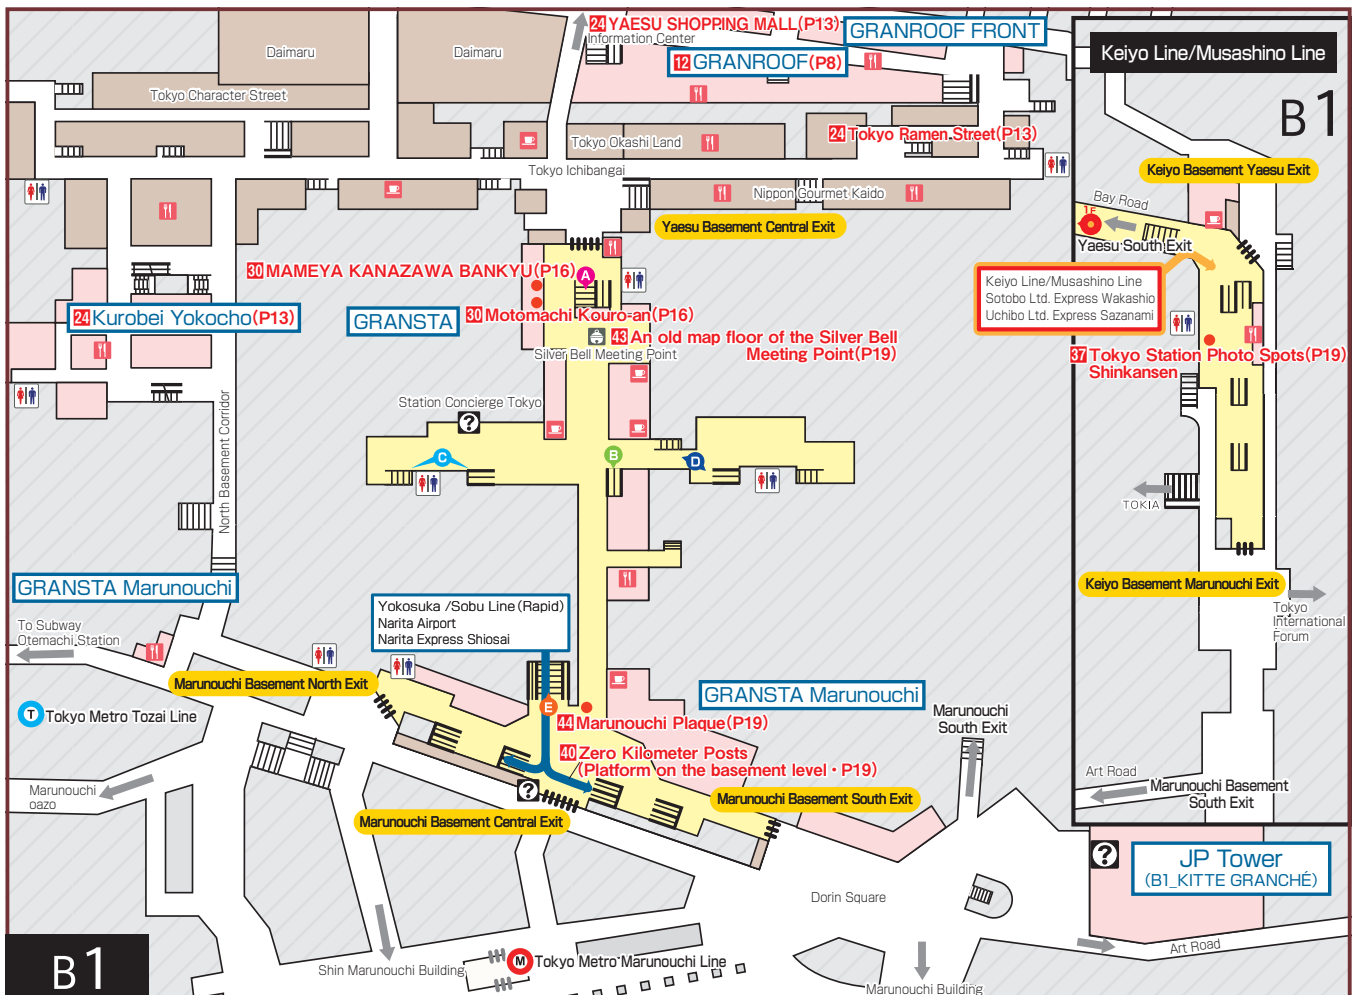 24 YAESU SHOPPING MALL(P13)
Information Center
GRANROOF FRONT
12 GRANROOF(P8)
Keiyo Line/Musashino Line
B1
Daimaru
Daimaru
Tokyo Character Street
Tokyo Okashi Land
24 Tokyo Ramen Street(P13)
Tokyo Ichibangai
Nippon Gourmet Kaido
Keiyo Basement Yaesu Exit
Bay Road
1F
Yaesu South Exit
Yaesu Basement Central Exit
30 MAMEYA KANAZAWA BANKYU(P16)
A
Keiyo Line/Musashino Line
Sotobo Ltd. Express Wakashio
Uchibo Ltd. Express Sazanami
24 Kurobei Yokocho(P13)
GRANSTA
30 Motomachi Kouro-an(P16)
43 An old map floor of the Silver Bell
Meeting Point(P19)
Silver Bell Meeting Point
37 Tokyo Station Photo Spots(P19)
Shinkansen
North Basement Corridor
Station Concierge Tokyo
?
C
B
D
TOKIA
GRANSTA Marunouchi
Keiyo Basement Marunouchi Exit
Yokosuka /Sobu Line(Rapid)
Narita Airport
Narita Express Shiosai
Tokyo
International
Forum
To Subway
Otemachi Station
Marunouchi Basement North Exit
GRANSTA Marunouchi
E
T Tokyo Metro Tozai Line
44 Marunouchi Plaque(P19)
Marunouchi
South Exit
40 Zero Kilometer Posts
(Platform on the basement level・P19)
Art Road
Marunouchi Basement
South Exit
Marunouchi
oazo
?
Marunouchi Basement South Exit
Marunouchi Basement Central Exit
?
JP Tower
(B1_KITTE GRANCHÉ)
Dorin Square
Art Road
B1
Shin Marunouchi Building
M Tokyo Metro Marunouchi Line
Marunouchi Building